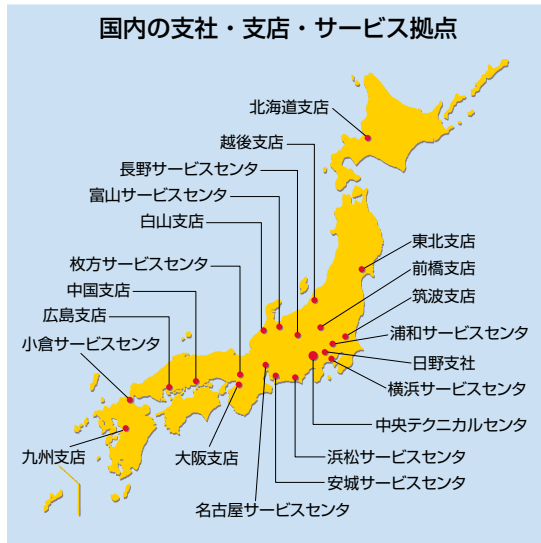 国内の支社・支店・サービス拠点
北海道支店
越後支店
長野サービスセンタ
富山サービスセンタ
白山支店
枚方サービスセンタ
中国支店
広島支店
小倉サービスセンタ
東北支店
前橋支店
筑波支店
浦和サービスセンタ
日野支社
横浜サービスセンタ
中央テクニカルセンタ
浜松サービスセンタ
安城サービスセンタ
名古屋サービスセンタ
大阪支店
九州支店